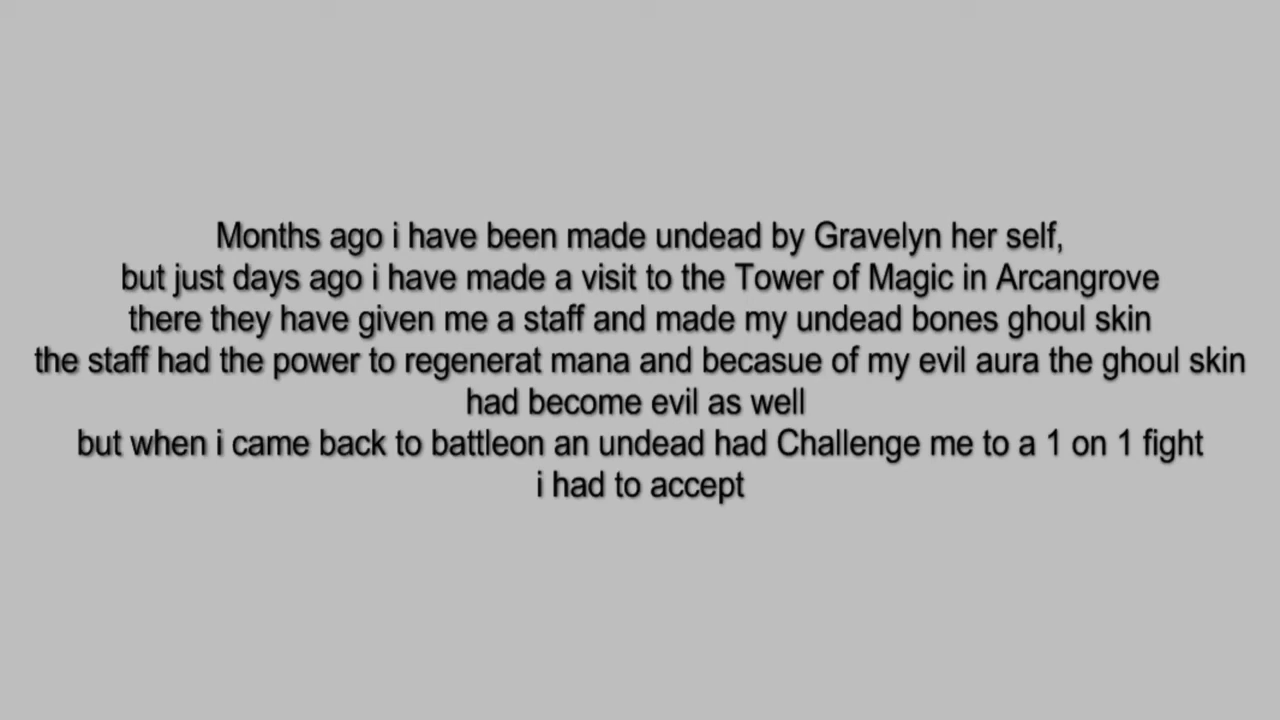 Months ago i have been made undead by Gravelyn her self,
but just days ago i have made a visit to the Tower of Magic in Arcangrove
there they have given me a staff and made my undead bones ghoul skin
the staff had the power to regenerat mana and becasue of my evil aura the ghoul skin
had become evil as well
but when i came back to battleon an undead had Challenge me to a 1 on 1 fight
i had to accept